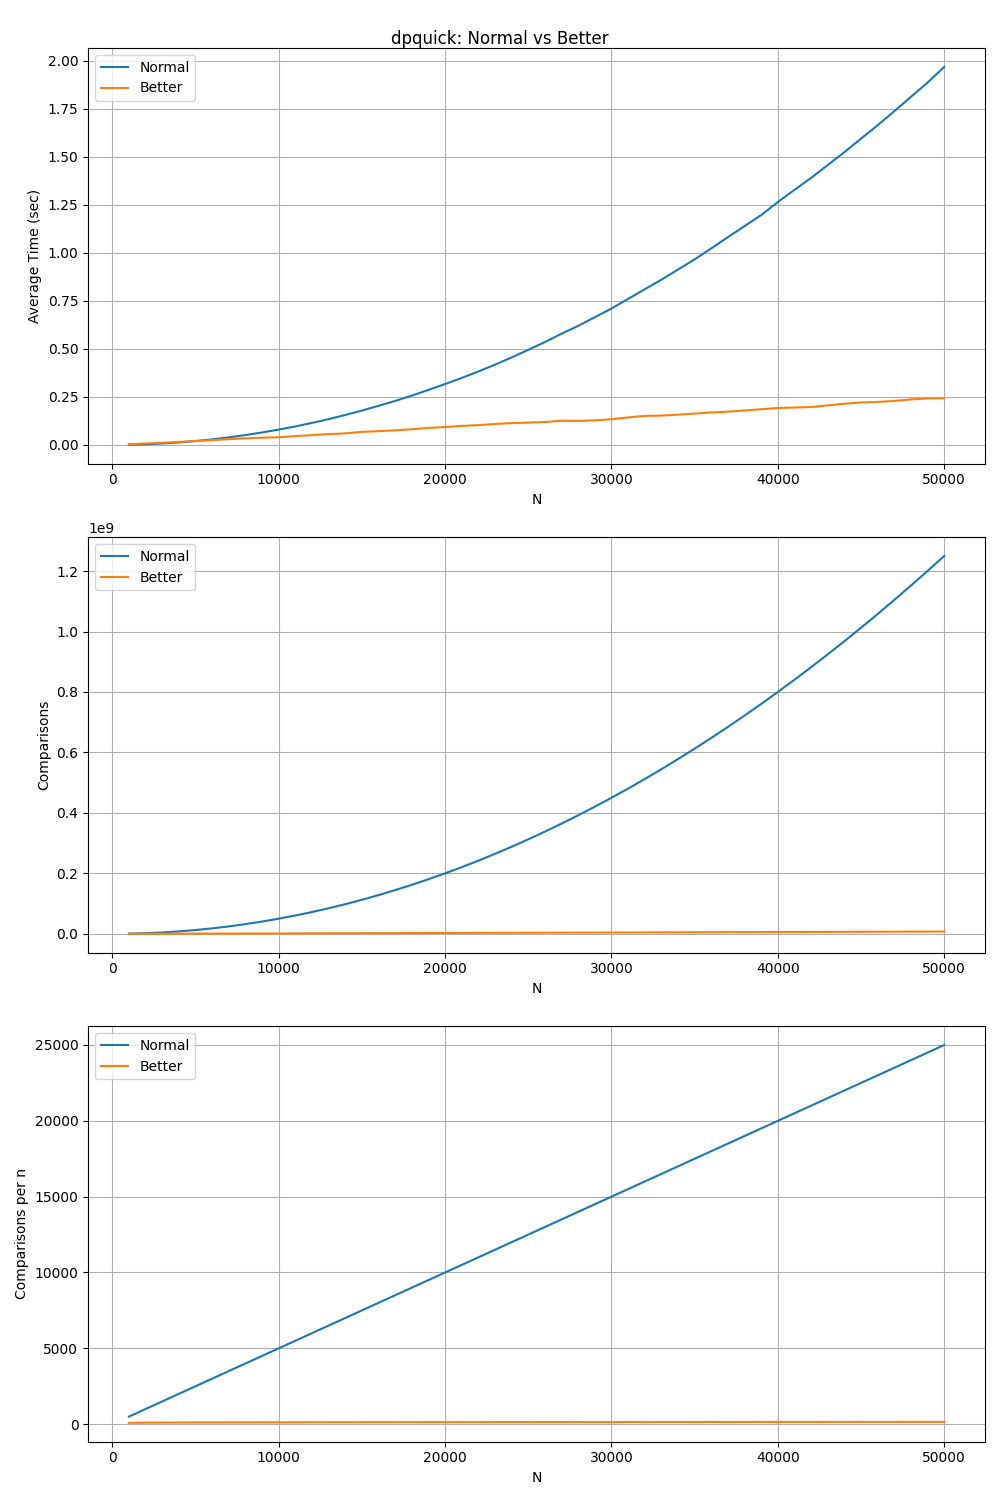 dpquick: Normal vs Better
Normal
Better
2.00
1.75
1.50
1.25
1.00
0.75
0.50
0.25
0.00
Average Time (sec)
0 10000 20000 30000 40000 50000
N
1e9
Normal
Better
1.2
1.0
0.8
0.6
0.4
0.2
0.0
Comparisons
0 10000 20000 30000 40000 50000
N
Normal
Better
25000
20000
15000
10000
5000
0
Comparisons per n
0 10000 20000 30000 40000 50000
N